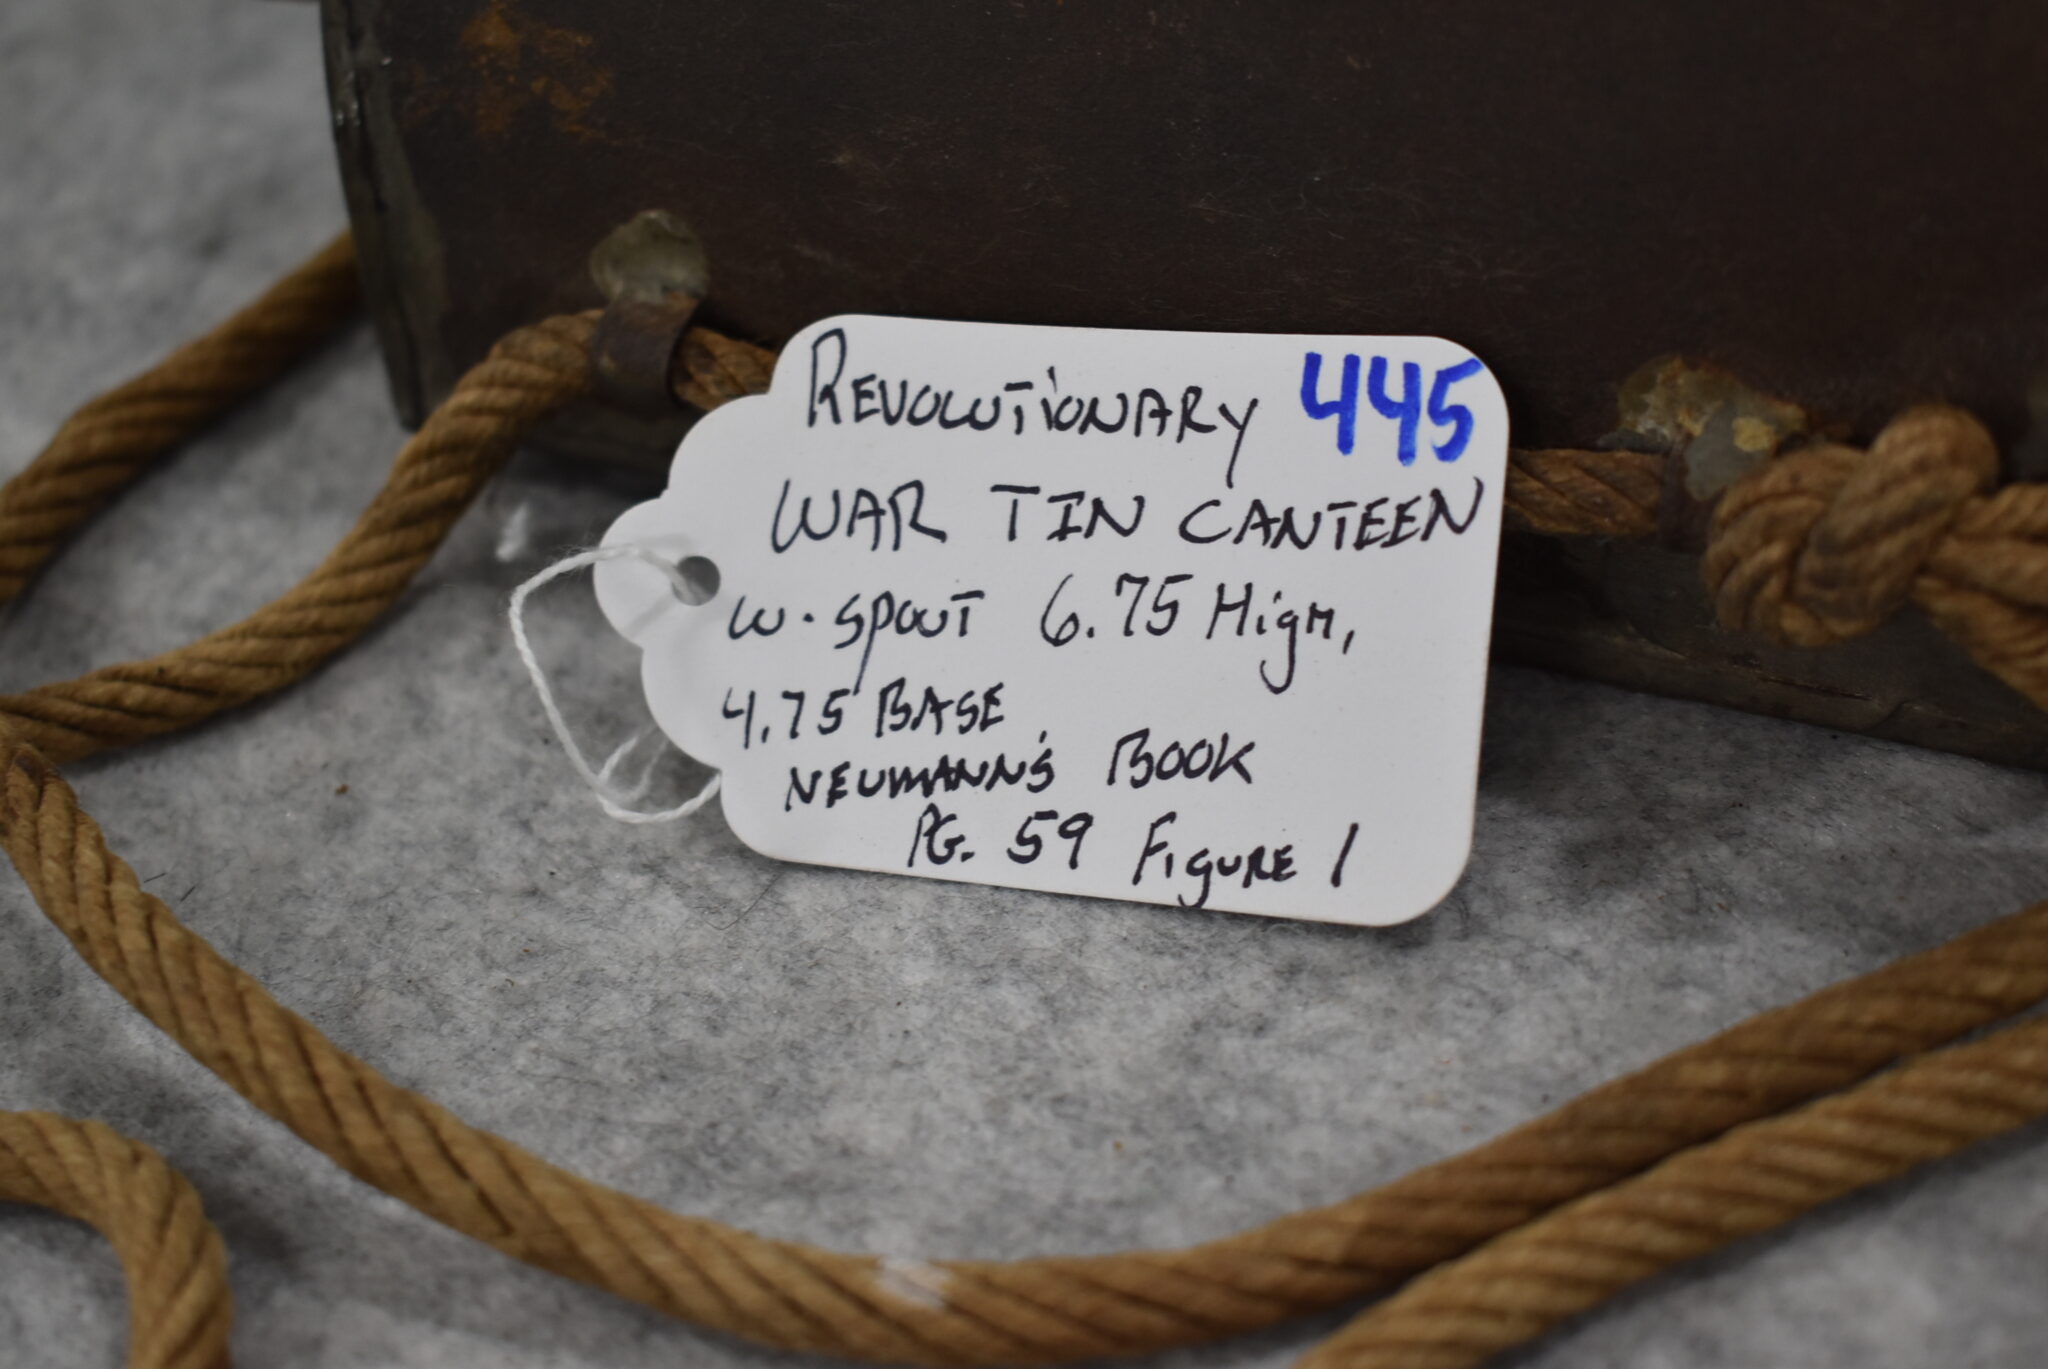 REVOLUTiONARY 445
WAR TIN CANTEEN
W. SPOUT 6.75 HigH,
4.75 BASE
NEUMANN'S BOOK
PG. 59 FiguRE 1